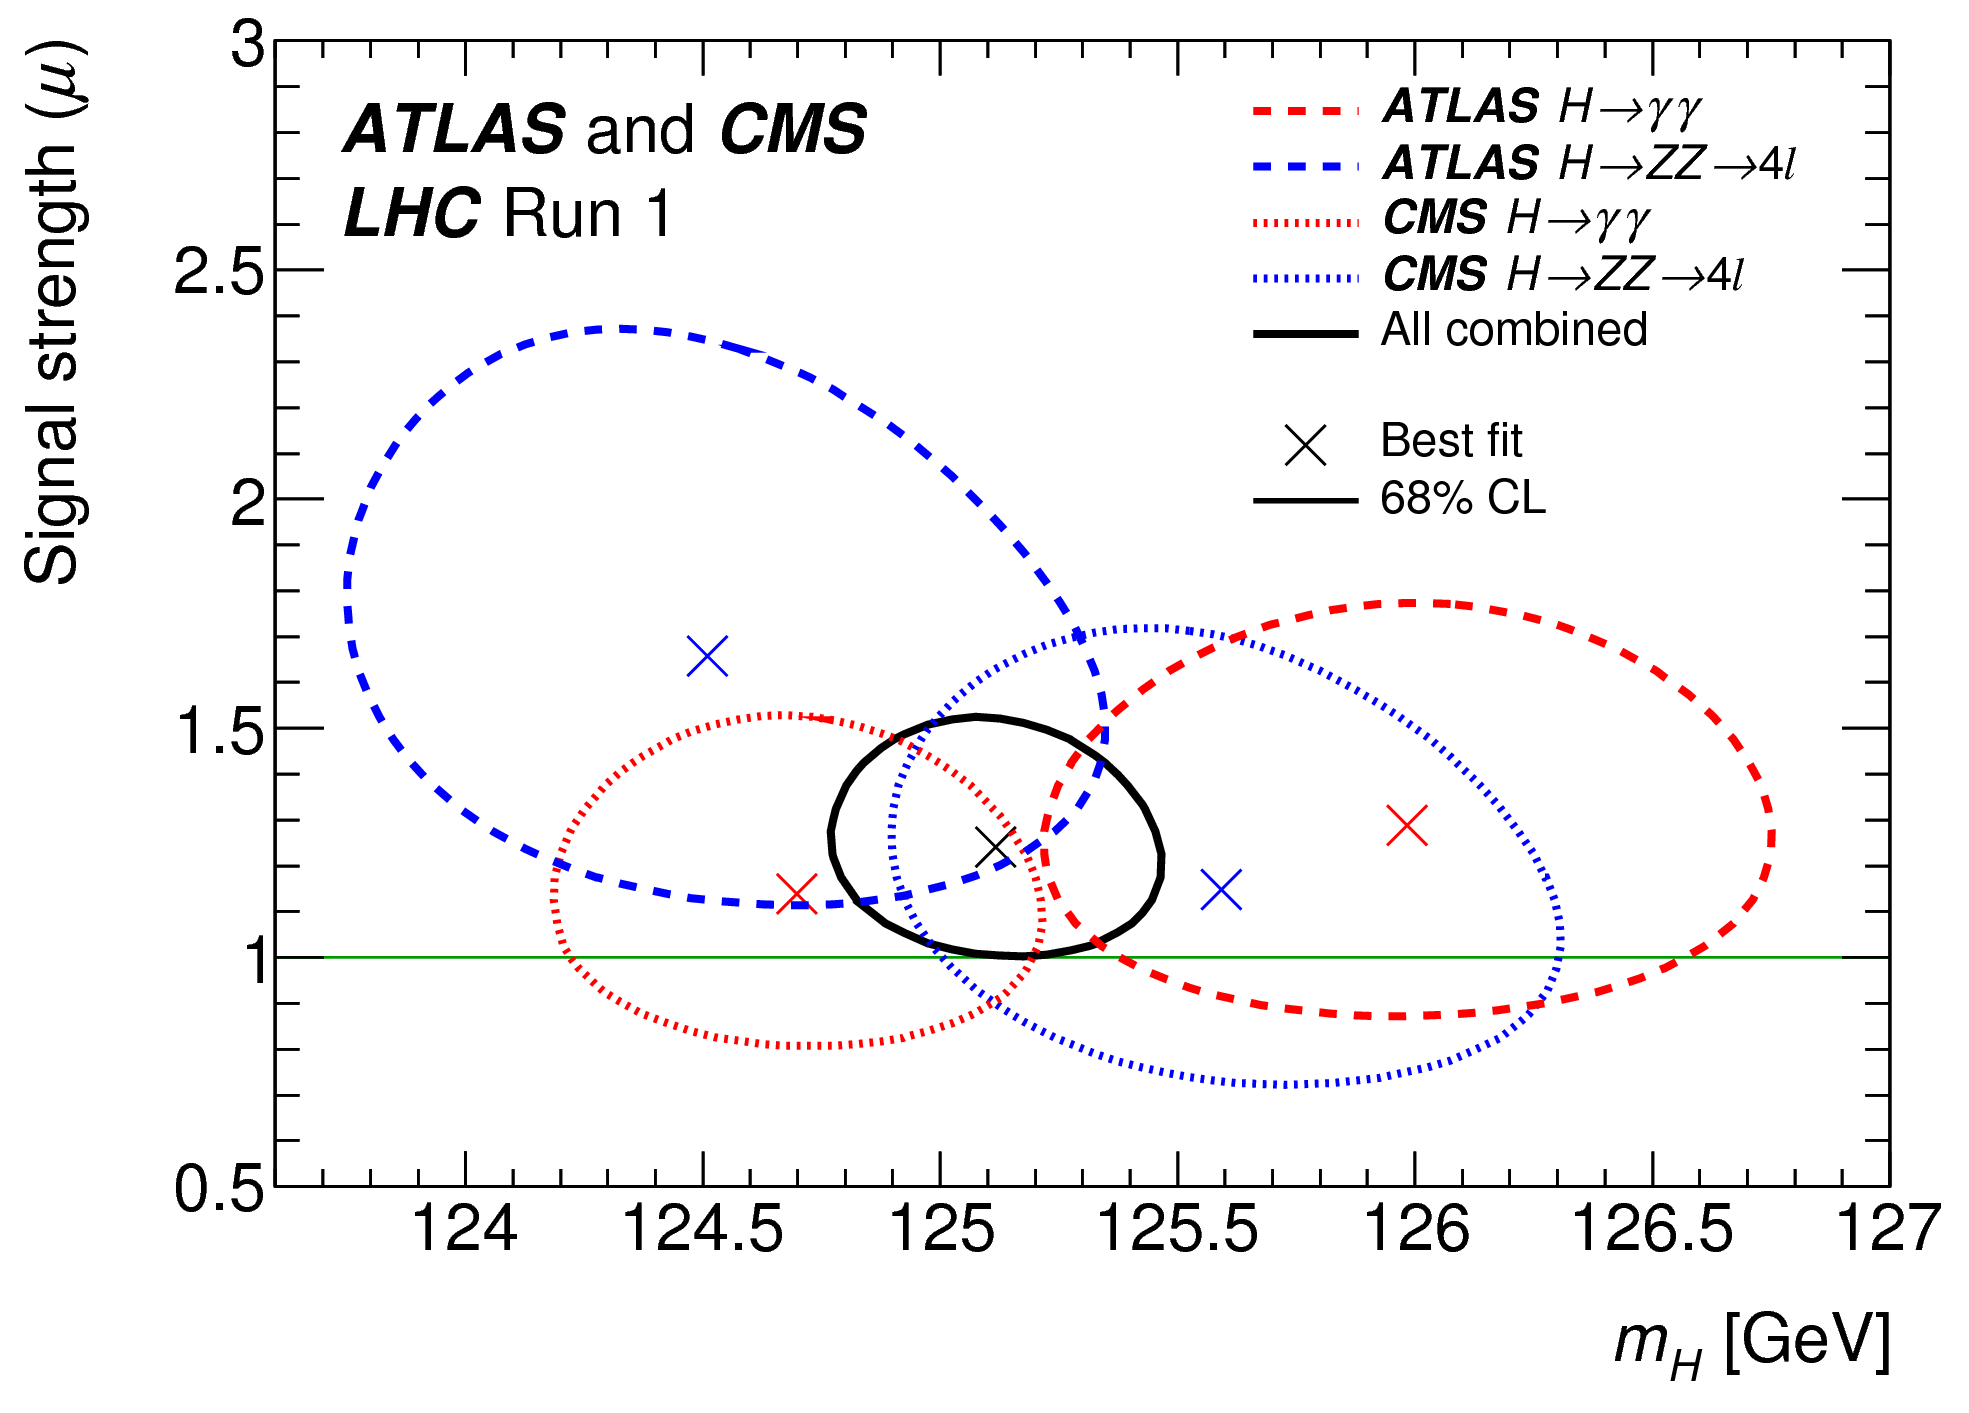 Signal strength (μ)
3
2.5
2
1.5
1
0.5
ATLAS and CMS
LHC Run 1
ATLAS H→γγ
ATLAS H→ZZ→4l
CMS H→γγ
CMS H→ZZ→4l
All combined
Best fit
68% CL
124 124.5 125 125.5 126 126.5 127
m_H [GeV]